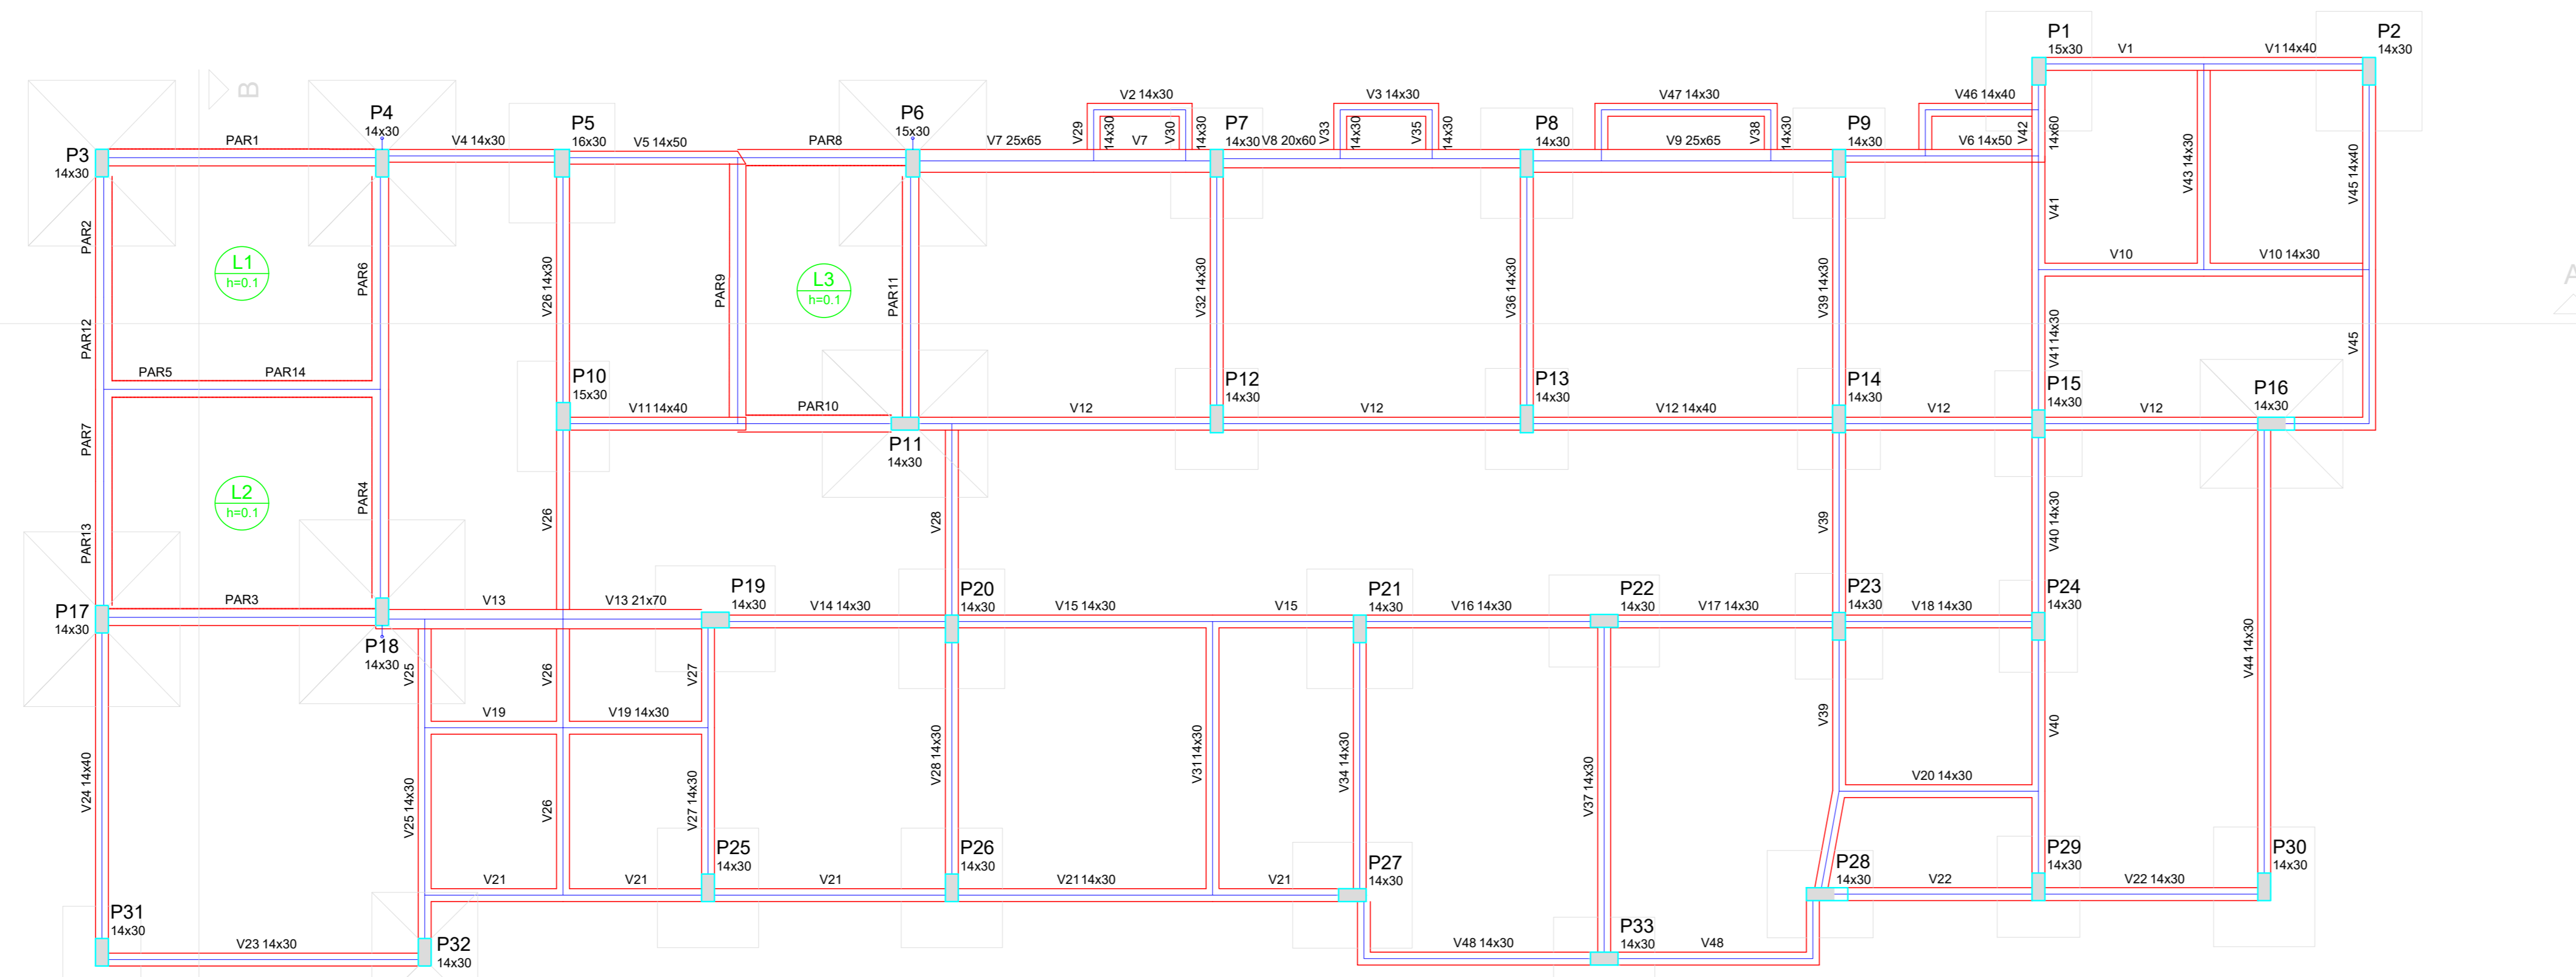 P1
15x30
V1
V1 14x40
P2
14x30
B
P4
14x30
P5
16x30
P6
15x30
V2 14x30
V3 14x30
V47 14x30
V46 14x40
P3
14x30
PAR1
V4 14x30
V5 14x50
PAR8
V7 25x65
V29
14x30
V7
V30
14x30
P7
14x30
V8 20x60
V33
14x30
V35
14x30
P8
14x30
V9 25x65
V38
14x30
P9
14x30
V6 14x50
V42
14x60
V43 14x30
V45 14x40
PAR2
PAR6
L1
h=0.1
V26 14x30
PAR9
L3
h=0.1
PAR11
V32 14x30
V36 14x30
V39 14x30
V41
V10
V10 14x30
A
PAR12
PAR5
PAR14
V41 14x30
V45
P10
15x30
V11 14x40
PAR10
P11
14x30
V12
P12
14x30
V12
P13
14x30
V12 14x40
P14
14x30
V12
P15
14x30
V12
P16
14x30
PAR7
PAR4
L2
h=0.1
PAR13
V26
V28
V39
V40 14x30
P17
14x30
PAR3
P18
14x30
V13
V13 21x70
P19
14x30
V14 14x30
P20
14x30
V15 14x30
V15
P21
14x30
V16 14x30
P22
14x30
V17 14x30
P23
14x30
V18 14x30
P24
14x30
V44 14x30
V25
V26
V27
V19
V19 14x30
V24 14x40
V25 14x30
V26
V27 14x30
V28 14x30
V31 14x30
V34 14x30
V37 14x30
V39
V40
V20 14x30
V21
V21
P25
14x30
V21
P26
14x30
V21 14x30
V21
P27
14x30
P28
14x30
V22
P29
14x30
V22 14x30
P30
14x30
P31
14x30
V23 14x30
P32
14x30
V48 14x30
P33
14x30
V48